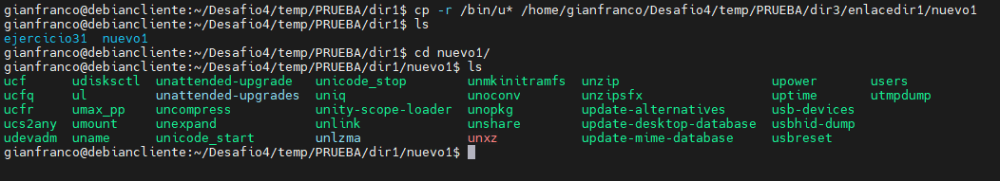 gianfranco@debiancliente:~/Desafio4/temp/PRUEBA/dir1$ cp -r /bin/u* /home/gianfranco/Desafio4/temp/PRUEBA/dir3/enlacedir1/nuevo1
gianfranco@debiancliente:~/Desafio4/temp/PRUEBA/dir1$ ls
ejercicio31  nuevo1
gianfranco@debiancliente:~/Desafio4/temp/PRUEBA/dir1$ cd nuevo1/
gianfranco@debiancliente:~/Desafio4/temp/PRUEBA/dir1/nuevo1$ ls
ucf      udisksctl  unattended-upgrade   unicode_stop         unmkinitramfs  unzip                    upower         users
ucfq     ul         unattended-upgrades  uniq                 unoconv        unzipsfx                 uptime         utmpdump
ucfr     umax_pp    uncompress           unity-scope-loader   unopkg         update-alternatives      usb-devices
ucs2any  umount     unexpand             unlink               unshare        update-desktop-database  usbhid-dump
udevadm  uname      unicode_start        unlzma               unxz           update-mime-database     usbreset
gianfranco@debiancliente:~/Desafio4/temp/PRUEBA/dir1/nuevo1$